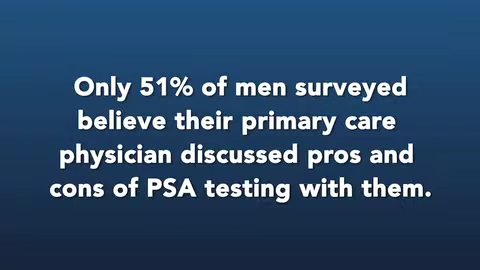 Only 51% of men surveyed
believe their primary care
physician discussed pros and
cons of PSA testing with them.